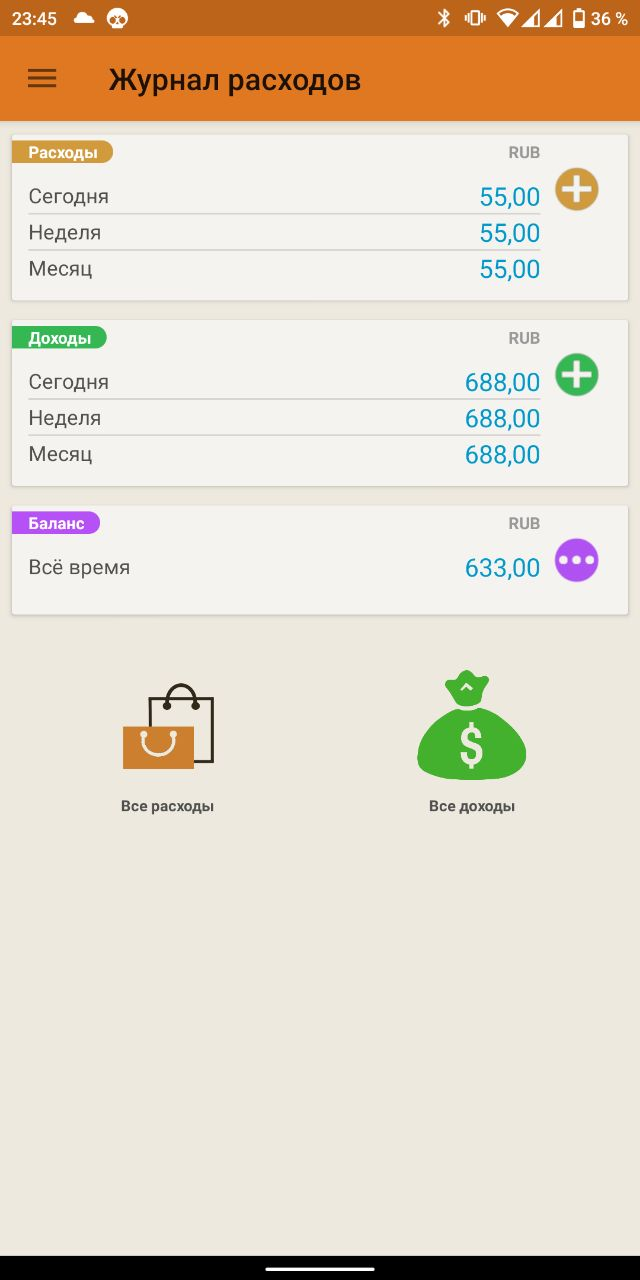 23:45 36 %
Журнал расходов
Расходы RUB
Сегодня 55,00
Неделя 55,00
Месяц 55,00
Доходы RUB
Сегодня 688,00
Неделя 688,00
Месяц 688,00
Баланс RUB
Всё время 633,00
$
Все расходы Все доходы